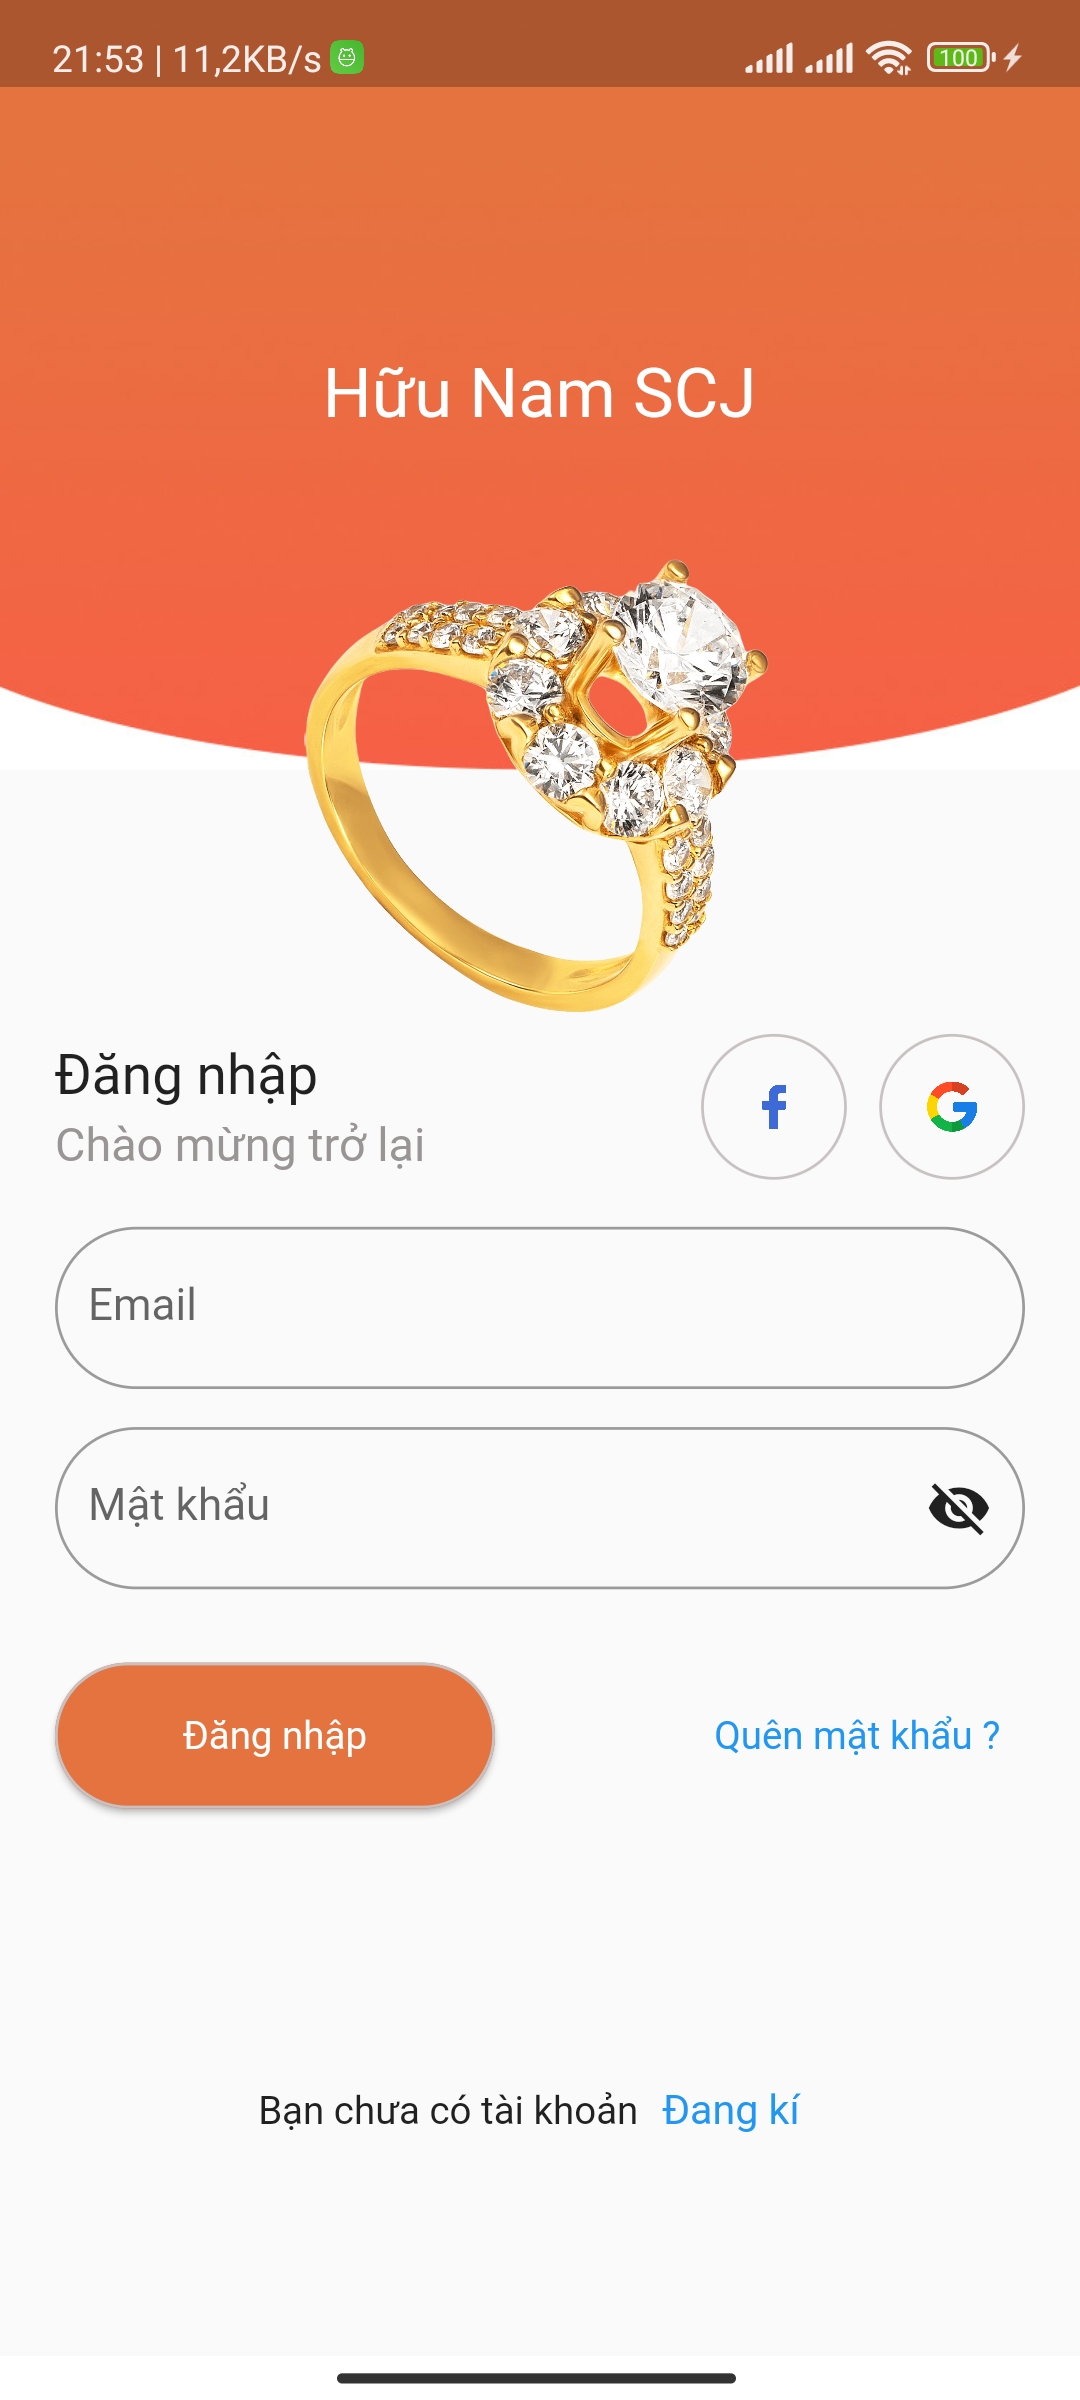 21:53 | 11,2KB/s
100
Hữu Nam SCJ
Đăng nhập
Chào mừng trở lại
Email
Mật khẩu
Đăng nhập
Quên mật khẩu ?
Bạn chưa có tài khoản Đang kí